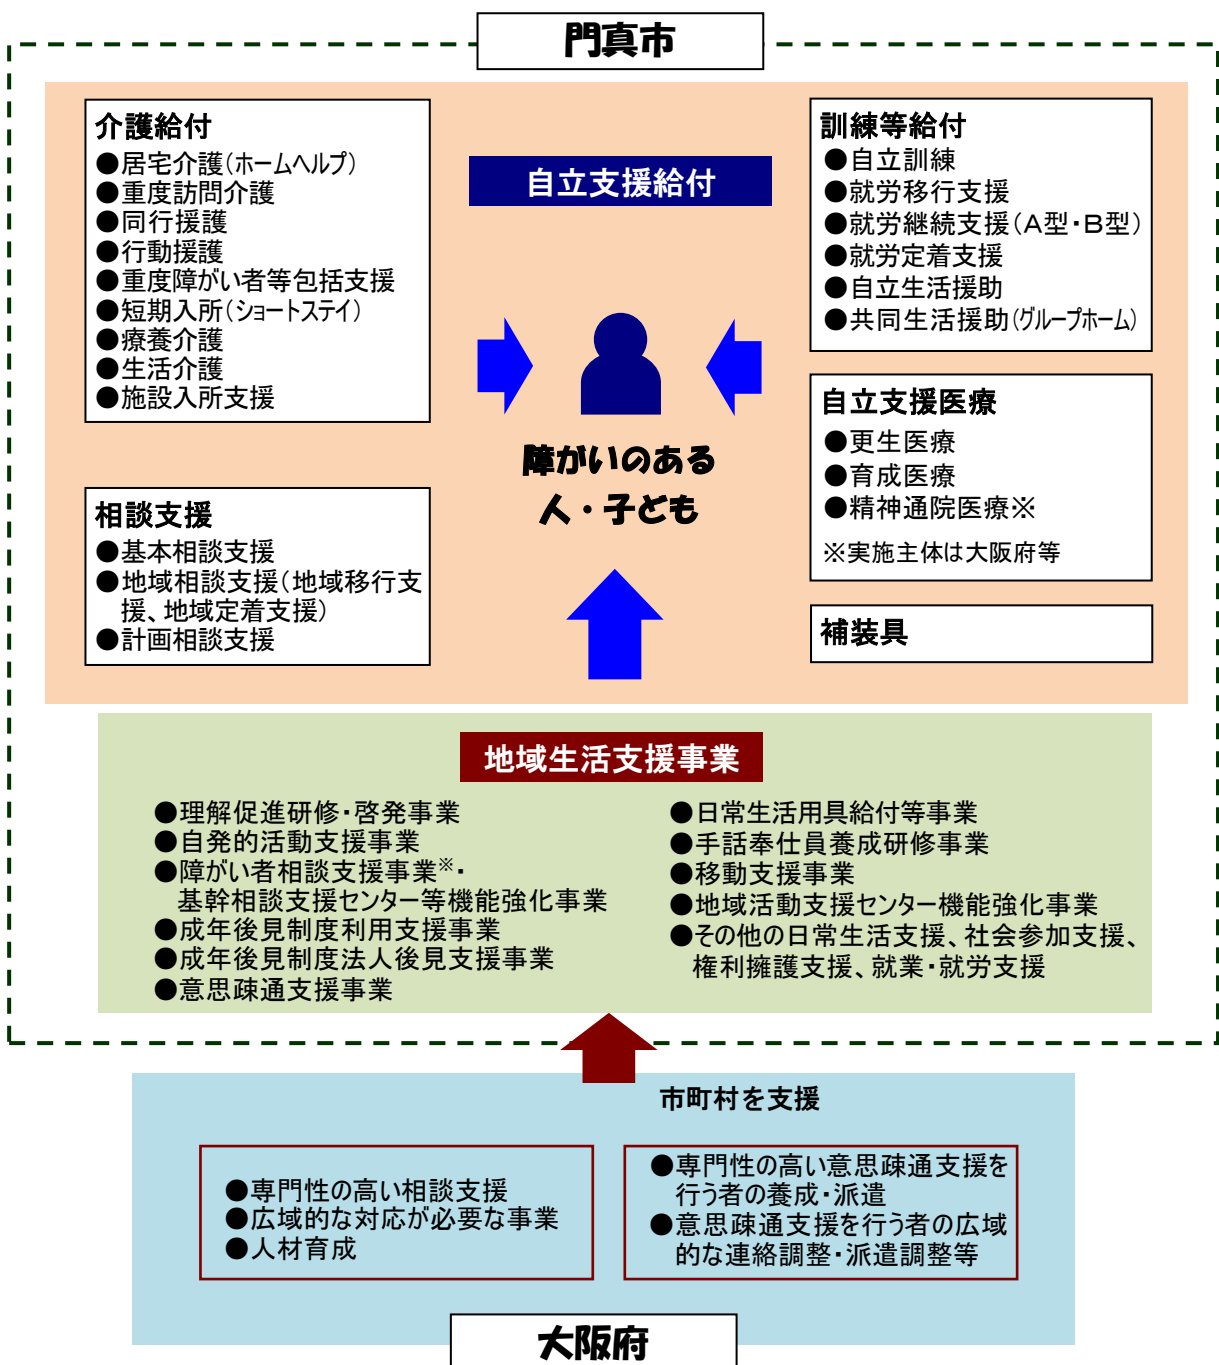 門真市
介護給付
●居宅介護(ホームヘルプ)
●重度訪問介護
●同行援護
●行動援護
●重度障がい者等包括支援
●短期入所(ショートステイ)
●療養介護
●生活介護
●施設入所支援
相談支援
●基本相談支援
●地域相談支援(地域移行支
援、地域定着支援)
●計画相談支援
自立支援給付
障がいのある
人・子ども
訓練等給付
●自立訓練
●就労移行支援
●就労継続支援(A型・B型)
●就労定着支援
●自立生活援助
●共同生活援助(グループホーム)
自立支援医療
●更生医療
●育成医療
●精神通院医療※
※実施主体は大阪府等
補装具
地域生活支援事業
●理解促進研修・啓発事業
●自発的活動支援事業
●障がい者相談支援事業※・
基幹相談支援センター等機能強化事業
●成年後見制度利用支援事業
●成年後見制度法人後見支援事業
●意思疎通支援事業
●日常生活用具給付等事業
●手話奉仕員養成研修事業
●移動支援事業
●地域活動支援センター機能強化事業
●その他の日常生活支援、社会参加支援、
権利擁護支援、就業・就労支援
市町村を支援
●専門性の高い相談支援
●広域的な対応が必要な事業
●人材育成
●専門性の高い意思疎通支援を
行う者の養成・派遣
●意思疎通支援を行う者の広域
的な連絡調整・派遣調整等
大阪府